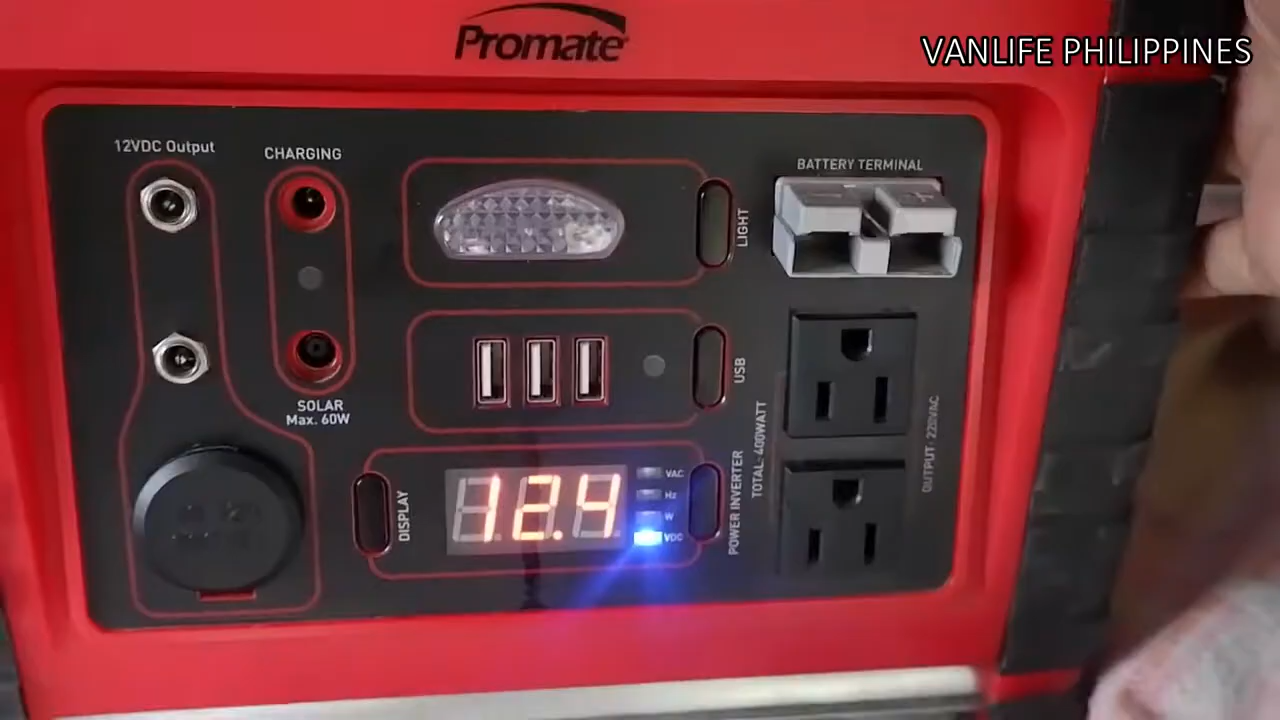 Promate
VANLIFE PHILIPPINES
12VDC Output
CHARGING
BATTERY TERMINAL
LIGHT
USB
SOLAR
Max. 60W
TOTAL: 400WATT
OUTPUT: 220VAC
DISPLAY
12.4
VAC
Hz
W
VDC
POWER INVERTER